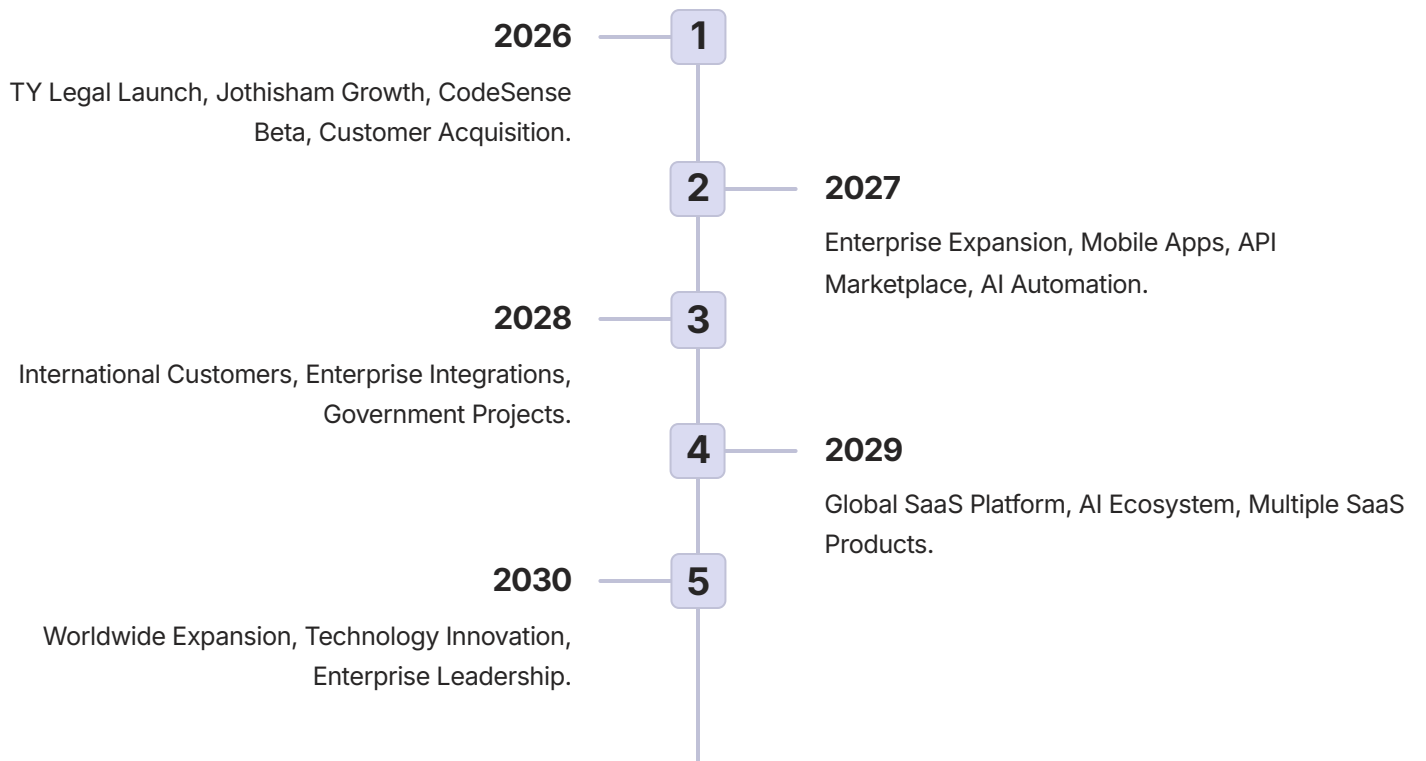 1
2026
TY Legal Launch, Jothisham Growth, CodeSense
Beta, Customer Acquisition.
2
2027
Enterprise Expansion, Mobile Apps, API
Marketplace, AI Automation.
3
2028
International Customers, Enterprise Integrations,
Government Projects.
4
2029
Global SaaS Platform, AI Ecosystem, Multiple SaaS
Products.
5
2030
Worldwide Expansion, Technology Innovation,
Enterprise Leadership.